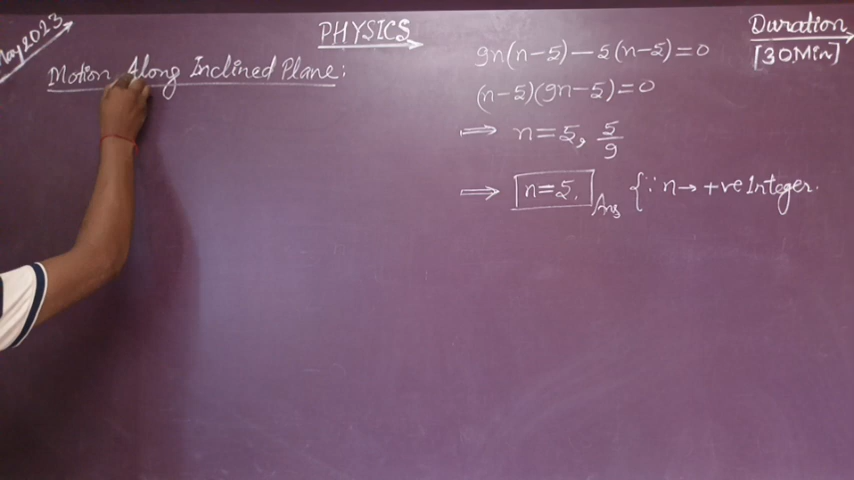 May 2023
PHYSICS
Duration
[30Min]
Motion Along Inclined Plane:
9n(n-5)-5(n-5)=0
(n-5)(9n-5)=0
⇒ n=5, 5/9
⇒ n=5. Ans {∵ n→ +ve Integer.